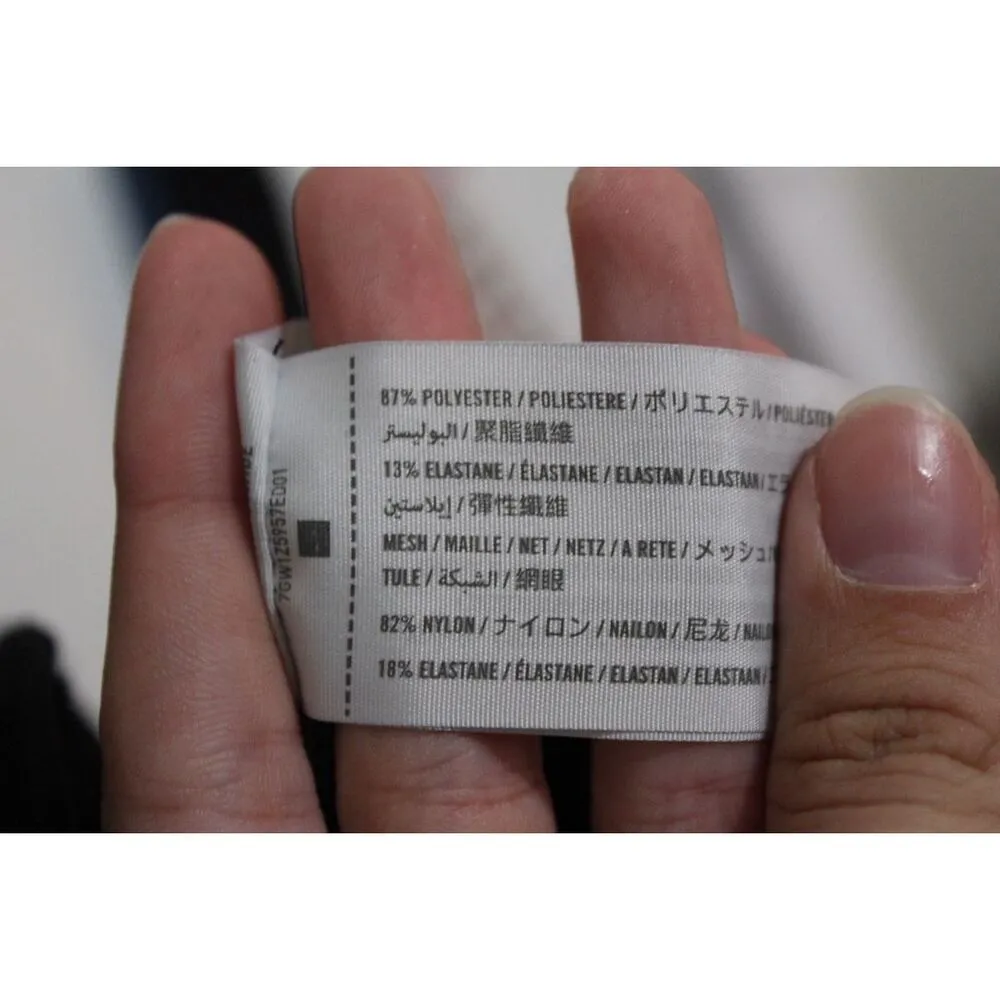 87% POLYESTER / POLIESTERE / ポリエステル / POLIÉSTER
البوليستر / 聚脂纖維
13% ELASTANE / ÉLASTANE / ELASTAN / ELASTAAN /
إيلاستين / 彈性纖維
MESH / MAILLE / NET / NETZ / A RETE / メッシュ
TULE / الشبكة / 網眼
82% NYLON / ナイロン / NAILON / 尼龙 /
18% ELASTANE / ÉLASTANE / ELASTAN / ELASTAAN /
7GW1Z5957E001